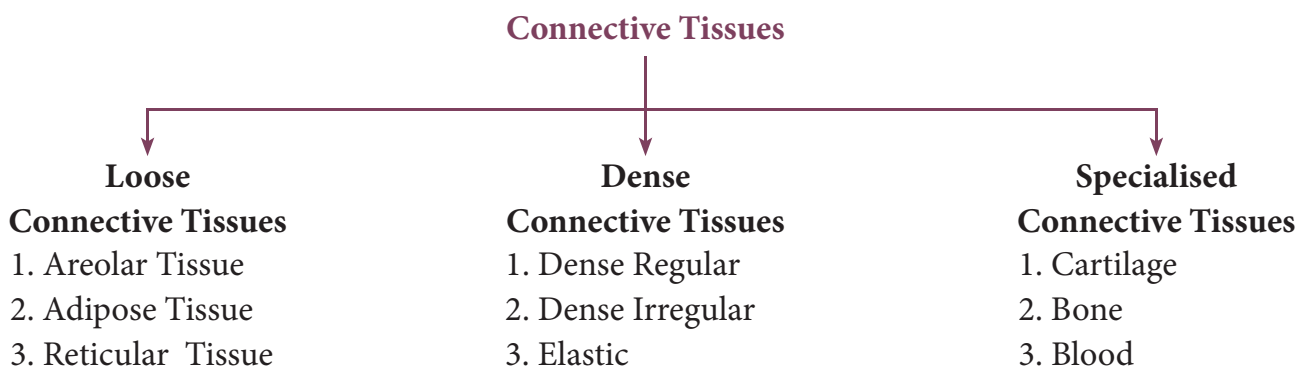 Connective Tissues
Loose
Connective Tissues
1. Areolar Tissue
2. Adipose Tissue
3. Reticular Tissue
Dense
Connective Tissues
1. Dense Regular
2. Dense Irregular
3. Elastic
Specialised
Connective Tissues
1. Cartilage
2. Bone
3. Blood